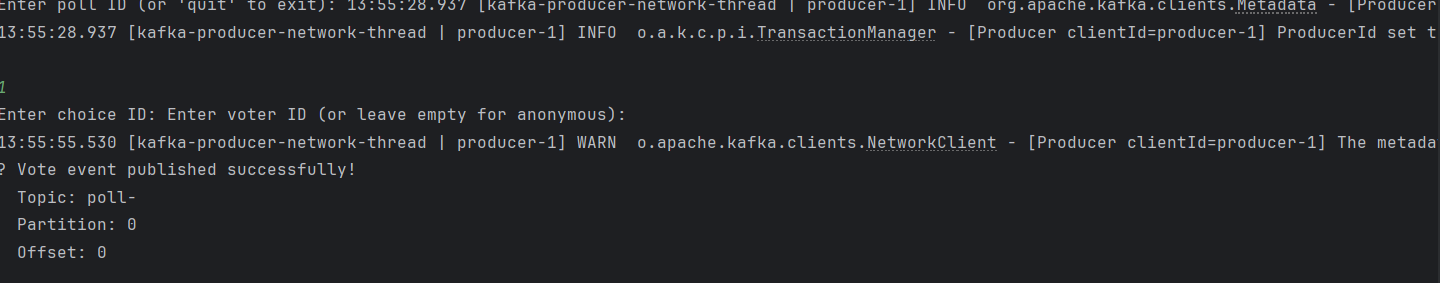 Enter poll ID (or 'quit' to exit): 13:55:28.937 [kafka-producer-network-thread | producer-1] INFO  org.apache.kafka.clients.Metadata - [Producer
13:55:28.937 [kafka-producer-network-thread | producer-1] INFO  o.a.k.c.p.i.TransactionManager - [Producer clientId=producer-1] ProducerId set t
1
Enter choice ID: Enter voter ID (or leave empty for anonymous):
13:55:55.530 [kafka-producer-network-thread | producer-1] WARN  o.apache.kafka.clients.NetworkClient - [Producer clientId=producer-1] The metada
? Vote event published successfully!
  Topic: poll-
  Partition: 0
  Offset: 0